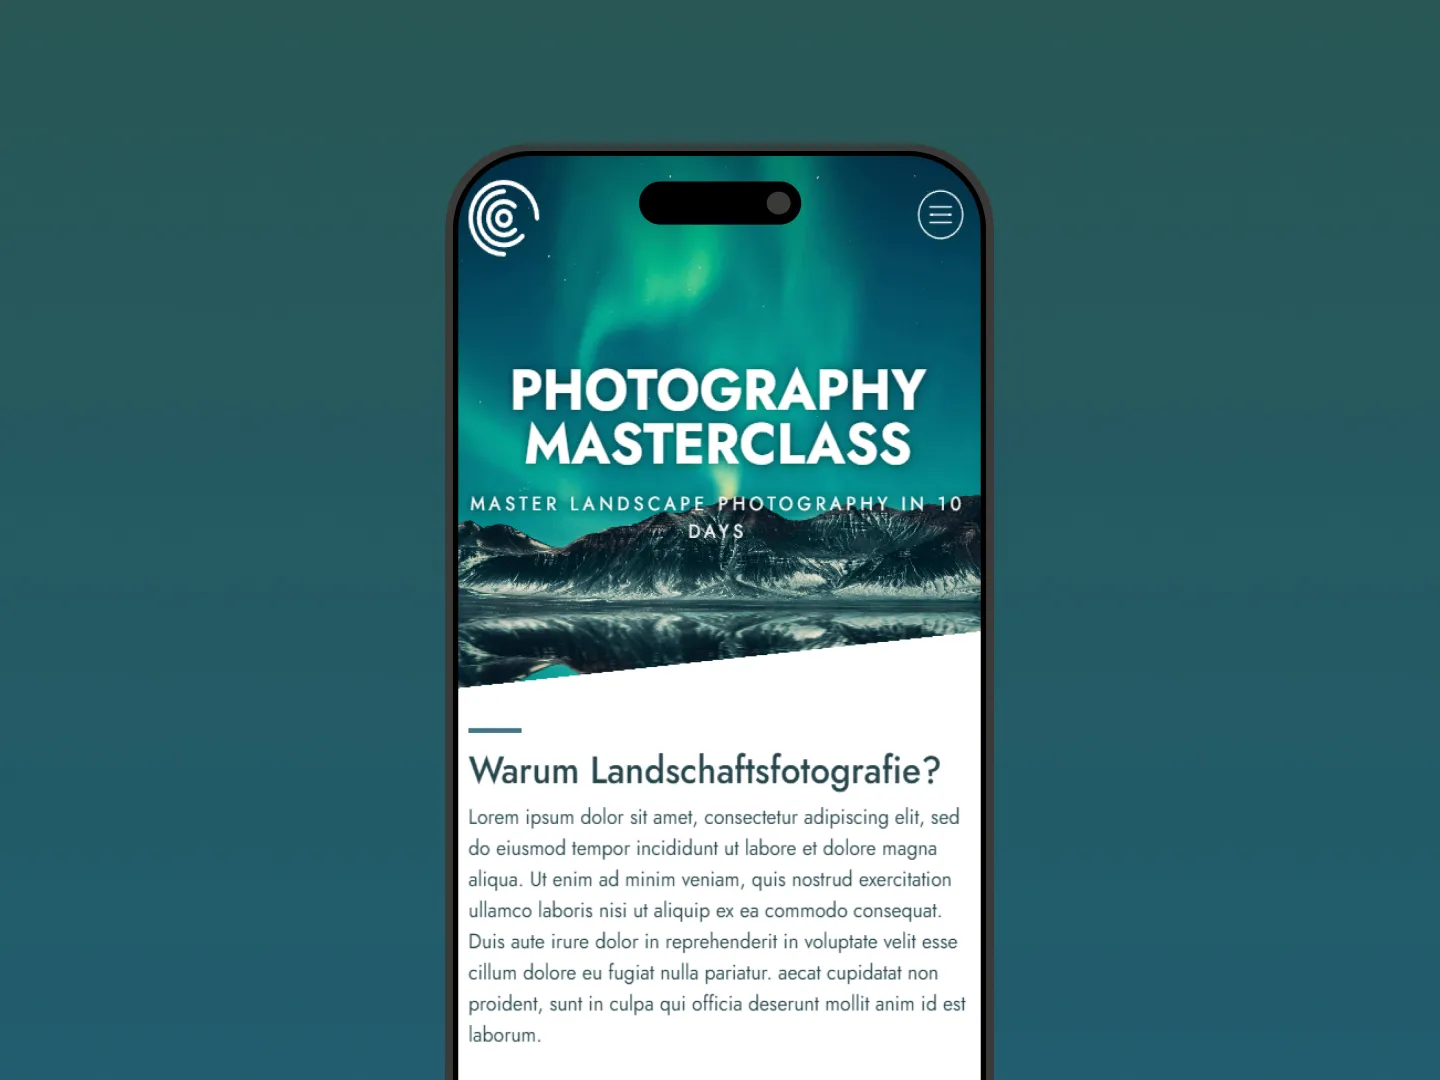 PHOTOGRAPHY
MASTERCLASS
MASTER LANDSCAPE PHOTOGRAPHY IN 10
DAYS
Warum Landschaftsfotografie?
Lorem ipsum dolor sit amet, consectetur adipiscing elit, sed
do eiusmod tempor incididunt ut labore et dolore magna
aliqua. Ut enim ad minim veniam, quis nostrud exercitation
ullamco laboris nisi ut aliquip ex ea commodo consequat.
Duis aute irure dolor in reprehenderit in voluptate velit esse
cillum dolore eu fugiat nulla pariatur. aecat cupidatat non
proident, sunt in culpa qui officia deserunt mollit anim id est
laborum.